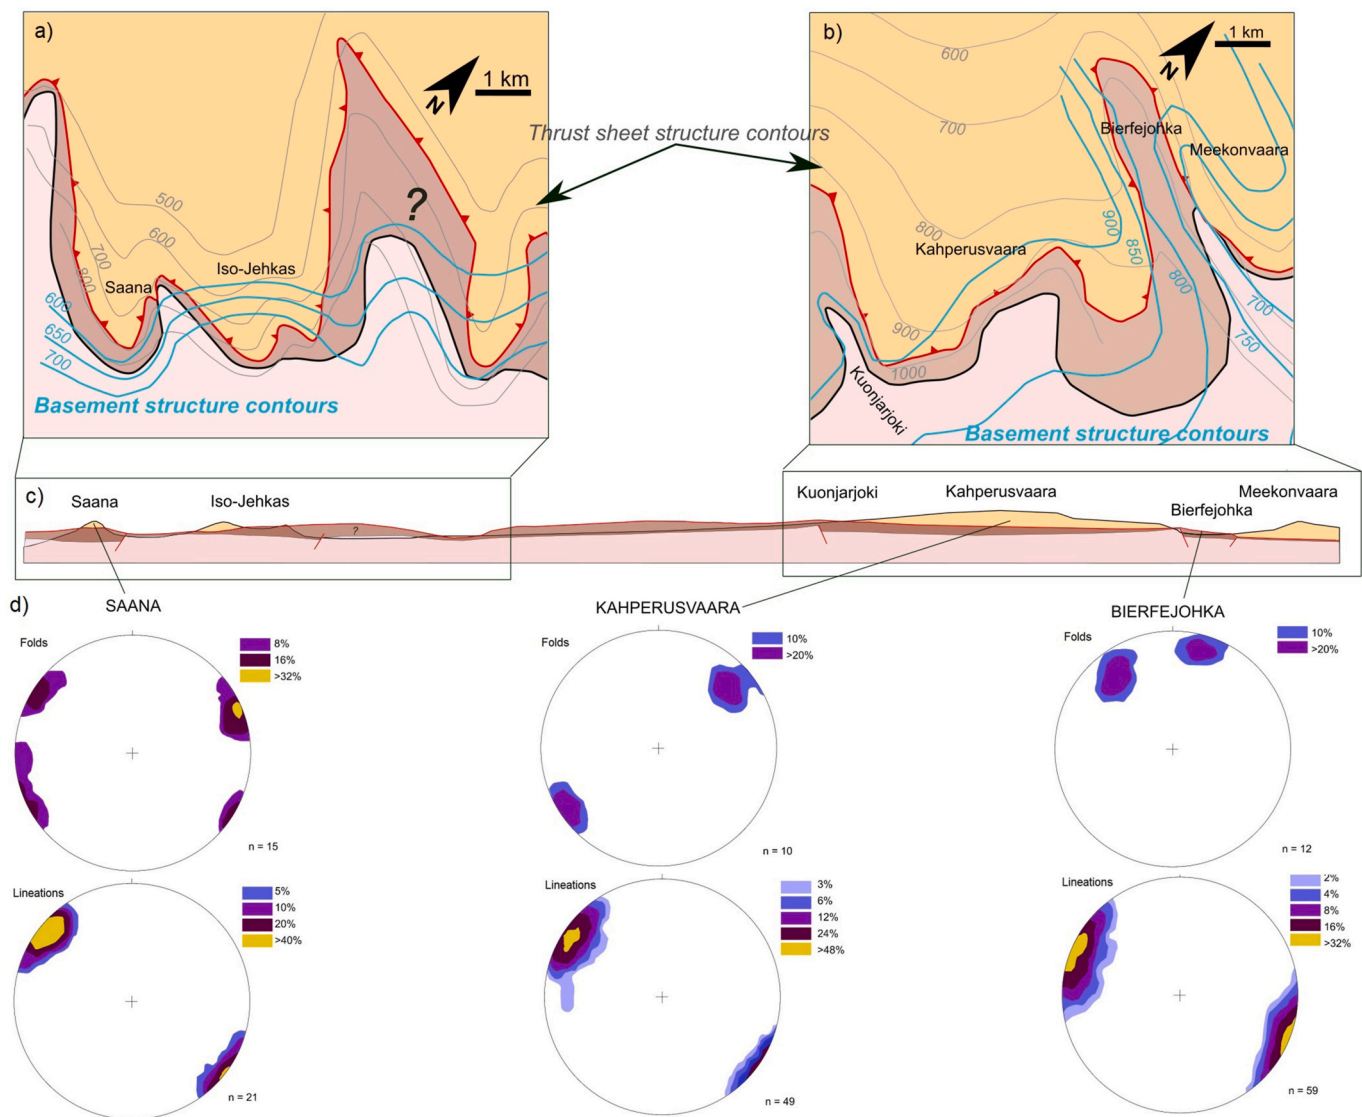 a)
N
1 km
500
600
700
800
Saana
Iso-Jehkas
?
600
650
700
Basement structure contours
Thrust sheet structure contours
b)
N
1 km
600
700
800
900
1000
Bierfejohka
Meekonvaara
Kahperusvaara
900
850
800
700
750
Kuonjarjoki
Basement structure contours
c)
Saana
Iso-Jehkas
?
Kuonjarjoki
Kahperusvaara
Bierfejohka
Meekonvaara
d)
SAANA
KAHPERUSVAARA
BIERFEJOHKA
Folds
8%
16%
>32%
n = 15
Folds
10%
>20%
n = 10
Folds
10%
>20%
n = 12
Lineations
5%
10%
20%
>40%
n = 21
Lineations
3%
6%
12%
24%
>48%
n = 49
Lineations
2%
4%
8%
16%
>32%
n = 59